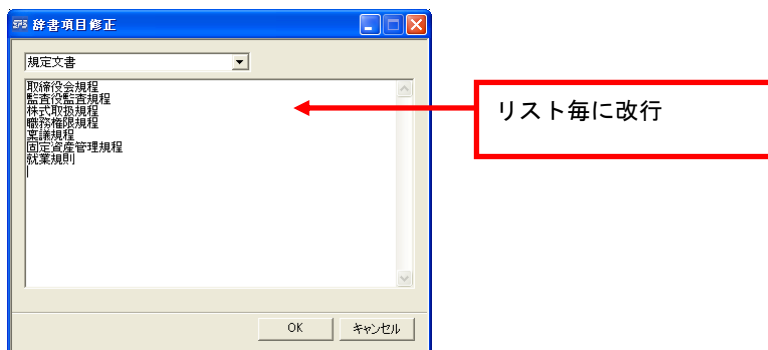 辞書項目修正
規定文書
取締役会規程
監査役監査規程
株式取扱規程
職務権限規程
稟議規程
固定資産管理規程
就業規則
リスト毎に改行
OK
キャンセル